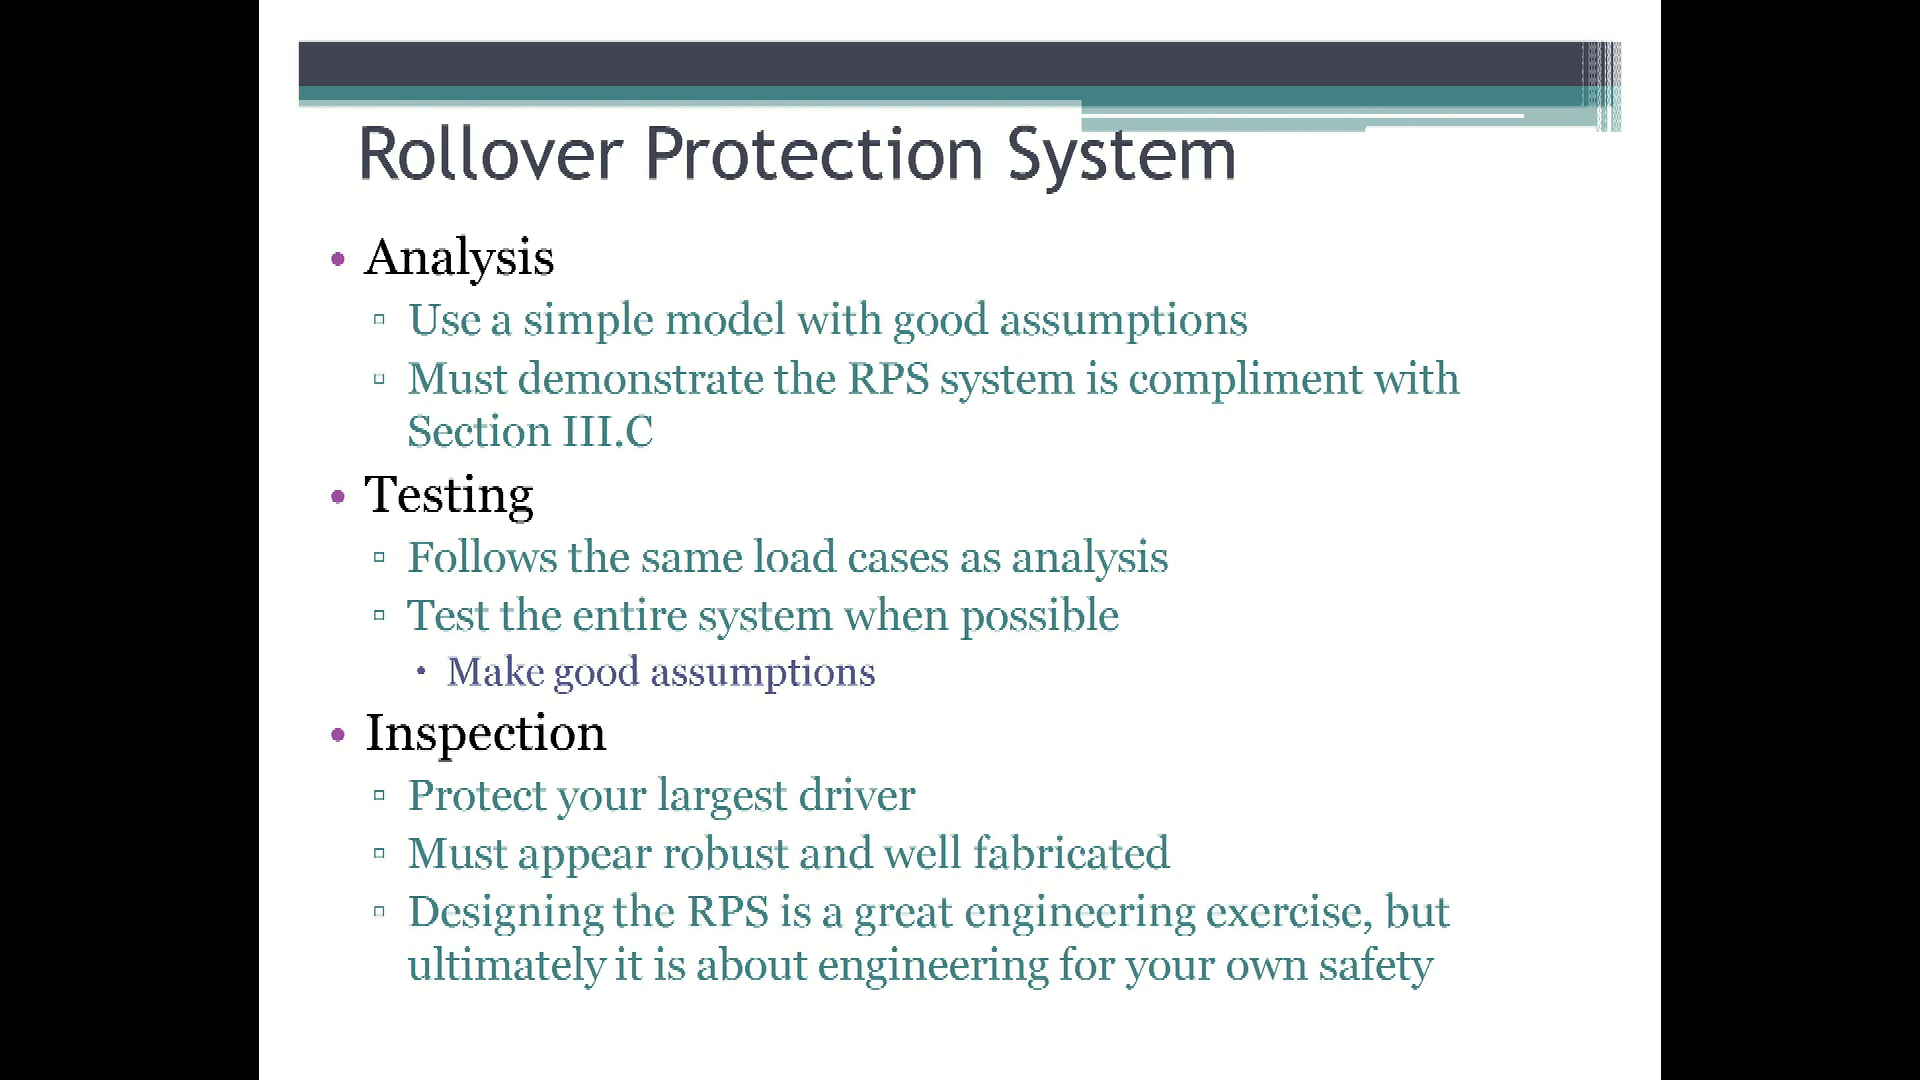 Rollover Protection System
• Analysis
▫ Use a simple model with good assumptions
▫ Must demonstrate the RPS system is compliment with
Section III.C
• Testing
▫ Follows the same load cases as analysis
▫ Test the entire system when possible
• Make good assumptions
• Inspection
▫ Protect your largest driver
▫ Must appear robust and well fabricated
▫ Designing the RPS is a great engineering exercise, but
ultimately it is about engineering for your own safety